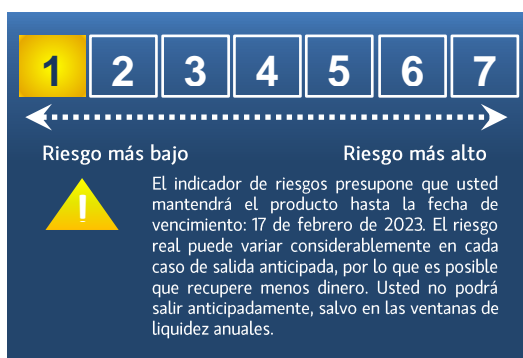 1 2 3 4 5 6 7
Riesgo más bajo Riesgo más alto
!
El indicador de riesgos presupone que usted
mantendrá el producto hasta la fecha de
vencimiento: 17 de febrero de 2023. El riesgo
real puede variar considerablemente en cada
caso de salida anticipada, por lo que es posible
que recupere menos dinero. Usted no podrá
salir anticipadamente, salvo en las ventanas de
liquidez anuales.